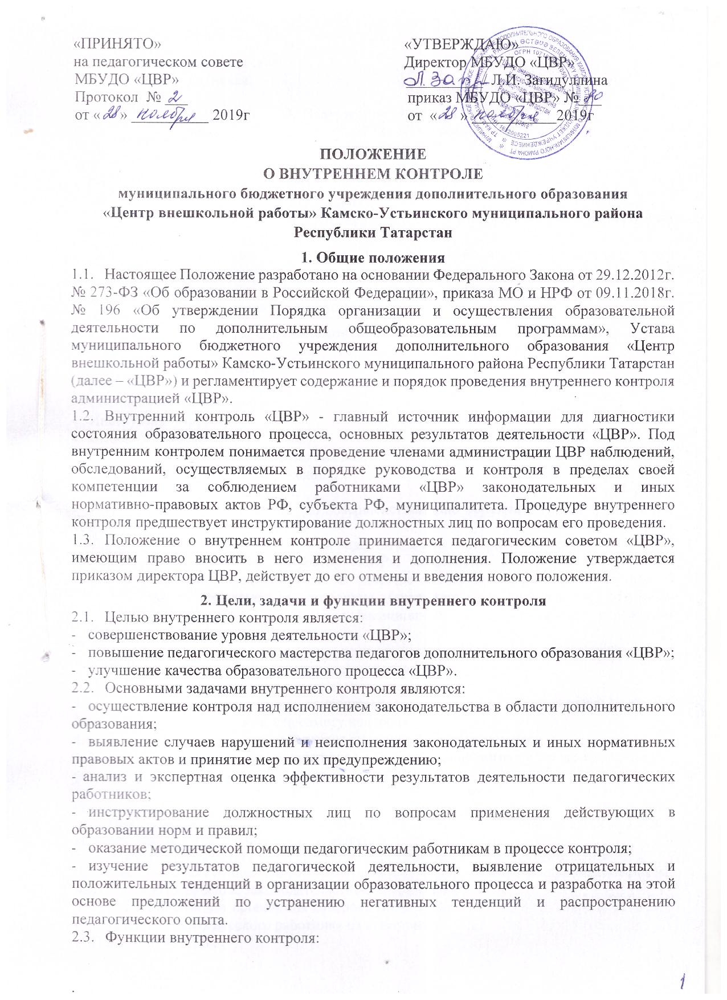 «ПРИНЯТО»
на педагогическом совете
МБУДО «ЦВР»
Протокол № 2
от «28» ноября 2019г
«УТВЕРЖДАЮ»
Директор МБУДО «ЦВР»
Л.И. Загидуллина
приказ МБУДО «ЦВР» №
от «28» ноября 2019г
ПОЛОЖЕНИЕ
О ВНУТРЕННЕМ КОНТРОЛЕ
муниципального бюджетного учреждения дополнительного образования
«Центр внешкольной работы» Камско-Устьинского муниципального района
Республики Татарстан
1. Общие положения
1.1. Настоящее Положение разработано на основании Федерального Закона от 29.12.2012г.
№ 273-ФЗ «Об образовании в Российской Федерации», приказа МО и НРФ от 09.11.2018г.
№ 196 «Об утверждении Порядка организации и осуществления образовательной
деятельности по дополнительным общеобразовательным программам», Устава
муниципального бюджетного учреждения дополнительного образования «Центр
внешкольной работы» Камско-Устьинского муниципального района Республики Татарстан
(далее – «ЦВР») и регламентирует содержание и порядок проведения внутреннего контроля
администрацией «ЦВР».
1.2. Внутренний контроль «ЦВР» - главный источник информации для диагностики
состояния образовательного процесса, основных результатов деятельности «ЦВР». Под
внутренним контролем понимается проведение членами администрации ЦВР наблюдений,
обследований, осуществляемых в порядке руководства и контроля в пределах своей
компетенции за соблюдением работниками «ЦВР» законодательных и иных
нормативно-правовых актов РФ, субъекта РФ, муниципалитета. Процедуре внутреннего
контроля предшествует инструктирование должностных лиц по вопросам его проведения.
1.3. Положение о внутреннем контроле принимается педагогическим советом «ЦВР»,
имеющим право вносить в него изменения и дополнения. Положение утверждается
приказом директора ЦВР, действует до его отмены и введения нового положения.
2. Цели, задачи и функции внутреннего контроля
2.1. Целью внутреннего контроля является:
- совершенствование уровня деятельности «ЦВР»;
- повышение педагогического мастерства педагогов дополнительного образования «ЦВР»;
- улучшение качества образовательного процесса «ЦВР».
2.2. Основными задачами внутреннего контроля являются:
- осуществление контроля над исполнением законодательства в области дополнительного
образования;
- выявление случаев нарушений и неисполнения законодательных и иных нормативных
правовых актов и принятие мер по их предупреждению;
- анализ и экспертная оценка эффективности результатов деятельности педагогических
работников;
- инструктирование должностных лиц по вопросам применения действующих в
образовании норм и правил;
- оказание методической помощи педагогическим работникам в процессе контроля;
- изучение результатов педагогической деятельности, выявление отрицательных и
положительных тенденций в организации образовательного процесса и разработка на этой
основе предложений по устранению негативных тенденций и распространению
педагогического опыта.
2.3. Функции внутреннего контроля:
1